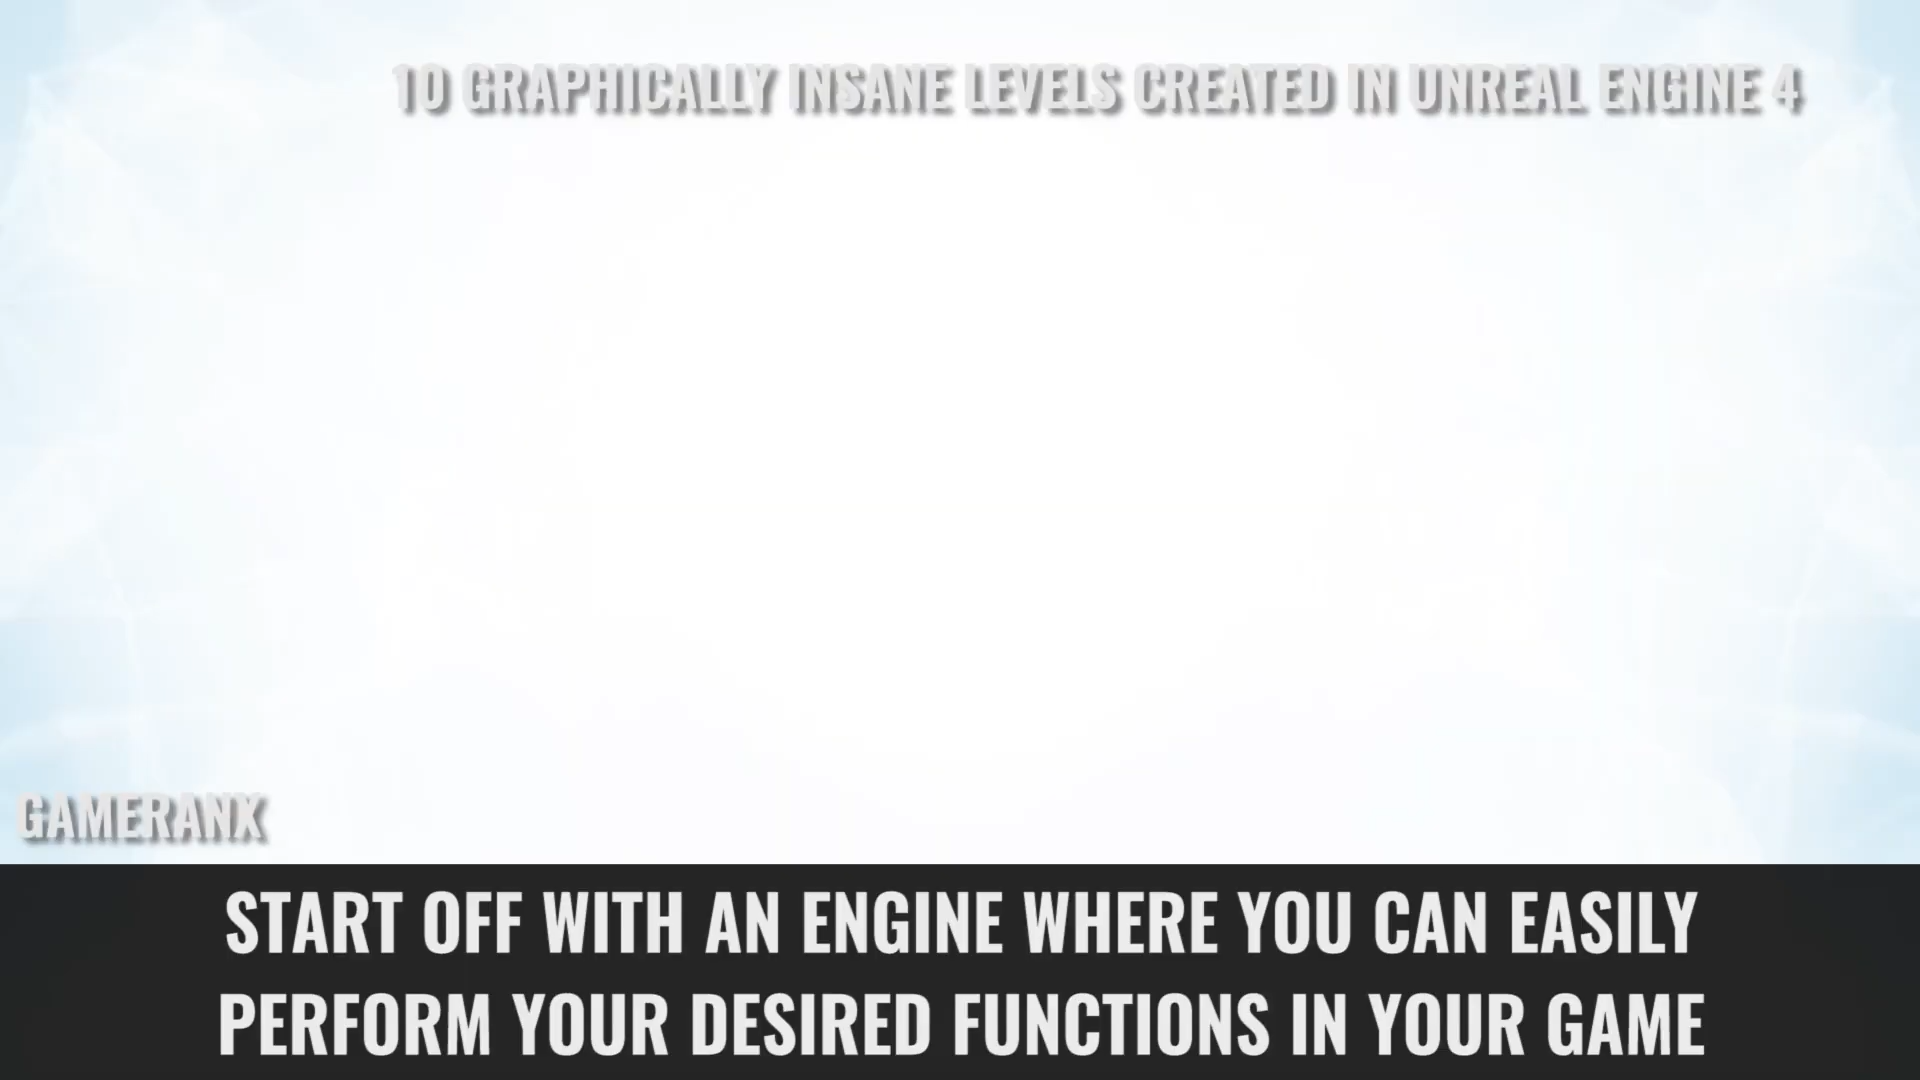 10 GRAPHICALLY INSANE LEVELS CREATED IN UNREAL ENGINE 4
GAMERANX
START OFF WITH AN ENGINE WHERE YOU CAN EASILY
PERFORM YOUR DESIRED FUNCTIONS IN YOUR GAME